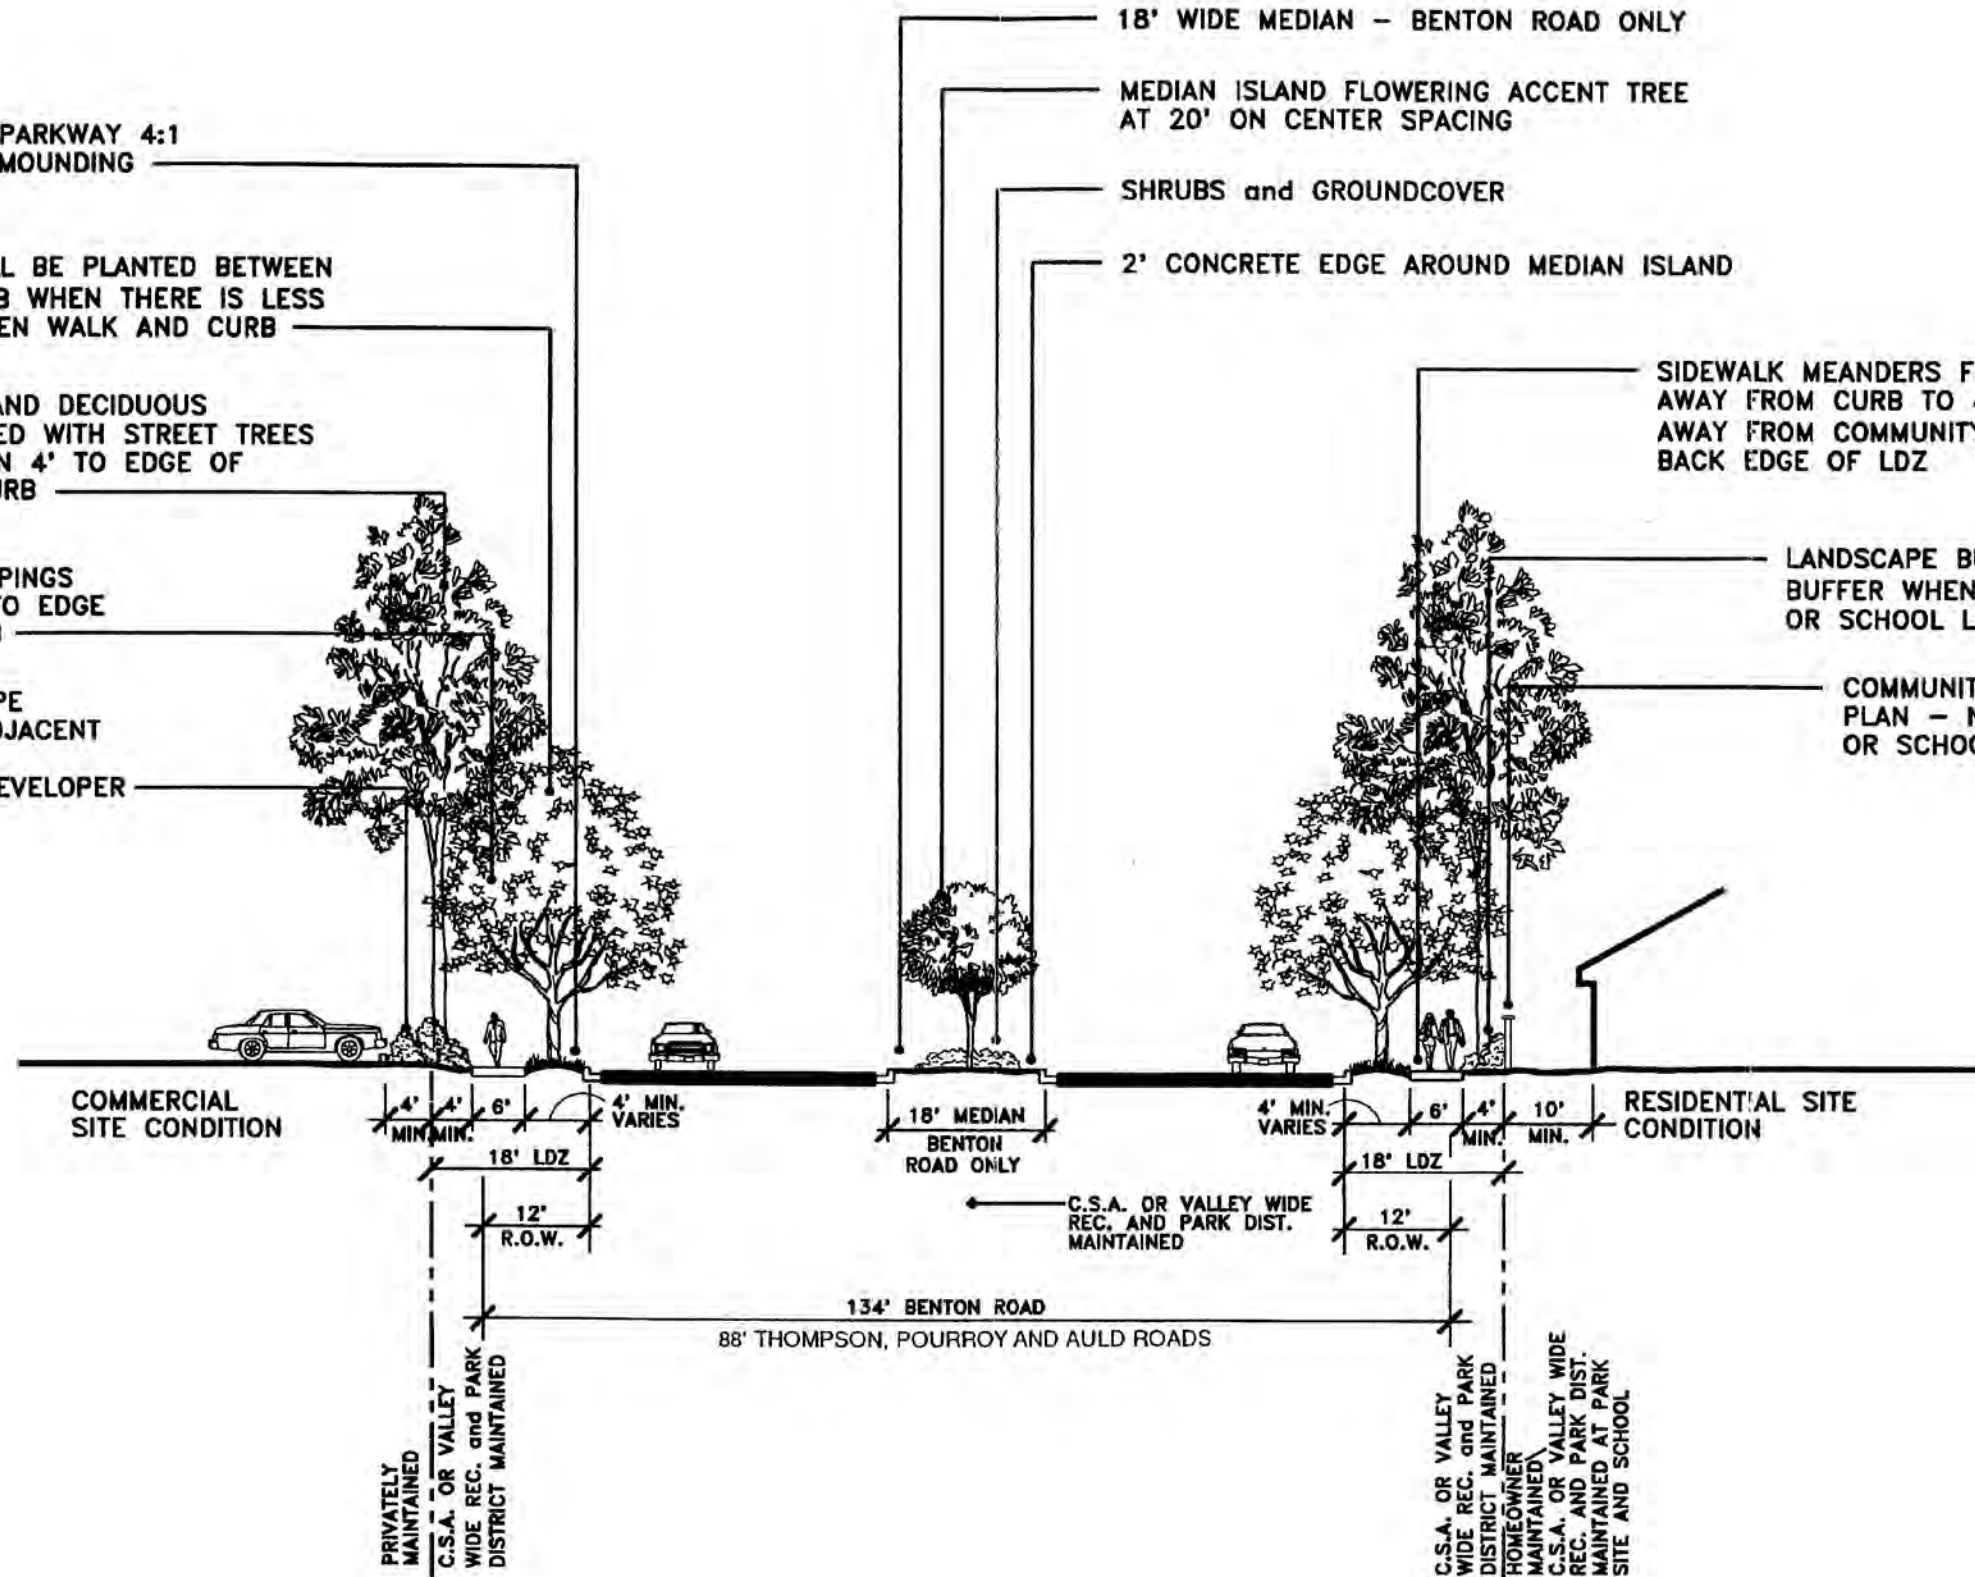 18' WIDE MEDIAN – BENTON ROAD ONLY
MEDIAN ISLAND FLOWERING ACCENT TREE
AT 20' ON CENTER SPACING
SHRUBS and GROUNDCOVER
2' CONCRETE EDGE AROUND MEDIAN ISLAND
PARKWAY 4:1
MOUNDING
L BE PLANTED BETWEEN
B WHEN THERE IS LESS
EN WALK AND CURB
AND DECIDUOUS
ED WITH STREET TREES
N 4' TO EDGE OF
URB
PINGS
TO EDGE
PE
DJACENT
EVELOPER
SIDEWALK MEANDERS F
AWAY FROM CURB TO
AWAY FROM COMMUNITY
BACK EDGE OF LDZ
LANDSCAPE BU
BUFFER WHEN
OR SCHOOL L
COMMUNIT
PLAN – N
OR SCHOO
COMMERCIAL
SITE CONDITION
4'
MIN.
4'
MIN.
6'
4' MIN.
VARIES
18' LDZ
12'
R.O.W.
18' MEDIAN
BENTON
ROAD ONLY
C.S.A. OR VALLEY WIDE
REC. AND PARK DIST.
MAINTAINED
4' MIN.
VARIES
6'
4'
MIN.
10'
MIN.
18' LDZ
12'
R.O.W.
RESIDENTIAL SITE
CONDITION
134' BENTON ROAD
88' THOMPSON, POURROY AND AULD ROADS
PRIVATELY
MAINTAINED
C.S.A. OR VALLEY
WIDE REC. and PARK
DISTRICT MAINTAINED
C.S.A. OR VALLEY
WIDE REC. and PARK
DISTRICT MAINTAINED
HOMEOWNER
MAINTAINED\
C.S.A. OR VALLEY WIDE
REC. AND PARK DIST.
MAINTAINED AT PARK
SITE AND SCHOOL